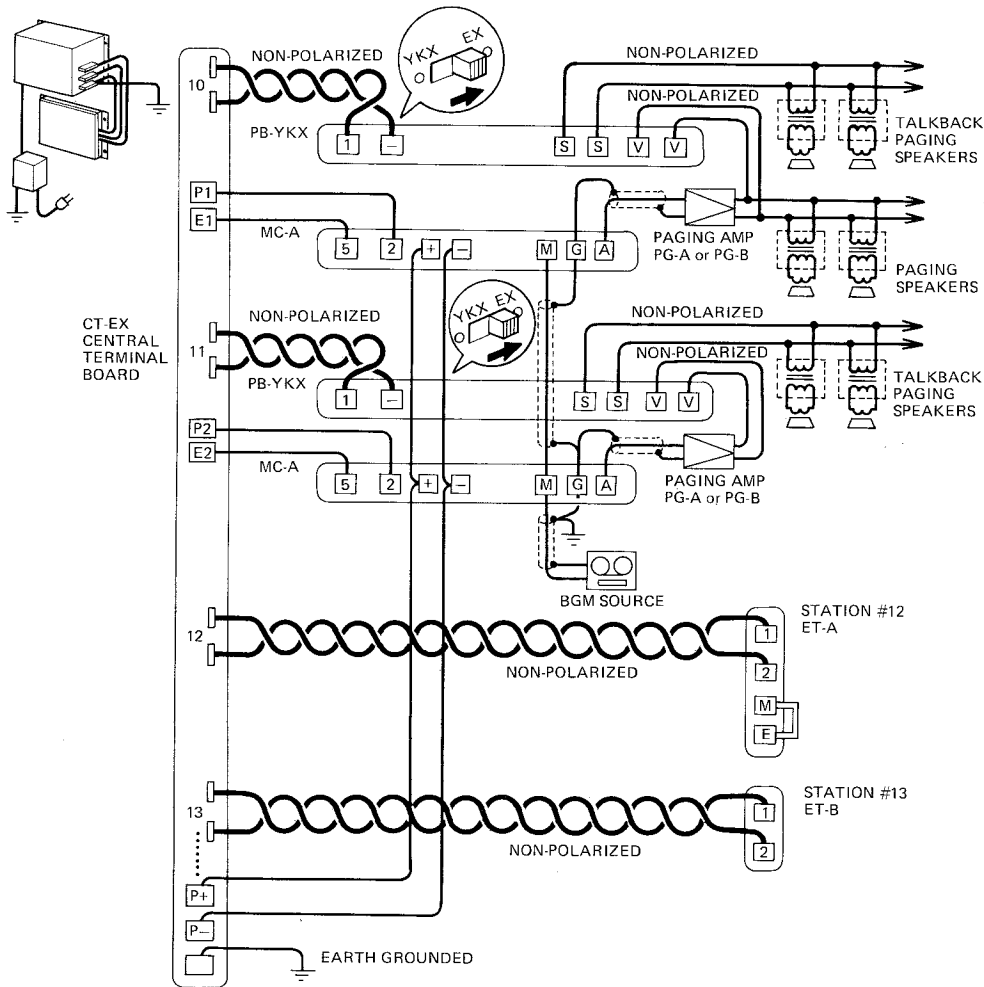 NON-POLARIZED
YKX EX
10
PB-YKX
1 –
S S V V
NON-POLARIZED
NON-POLARIZED
TALKBACK
PAGING
SPEAKERS
P1
E1
MC-A
5 2 + –
M G A
PAGING AMP
PG-A or PG-B
PAGING
SPEAKERS
CT-EX
CENTRAL
TERMINAL
BOARD
NON-POLARIZED
YKX EX
11
PB-YKX
1 –
S S V V
NON-POLARIZED
NON-POLARIZED
TALKBACK
PAGING
SPEAKERS
P2
E2
MC-A
5 2 + –
M G A
PAGING AMP
PG-A or PG-B
BGM SOURCE
12
NON-POLARIZED
STATION #12
ET-A
1
2
M
E
13
NON-POLARIZED
STATION #13
ET-B
1
2
P+
P–
EARTH GROUNDED